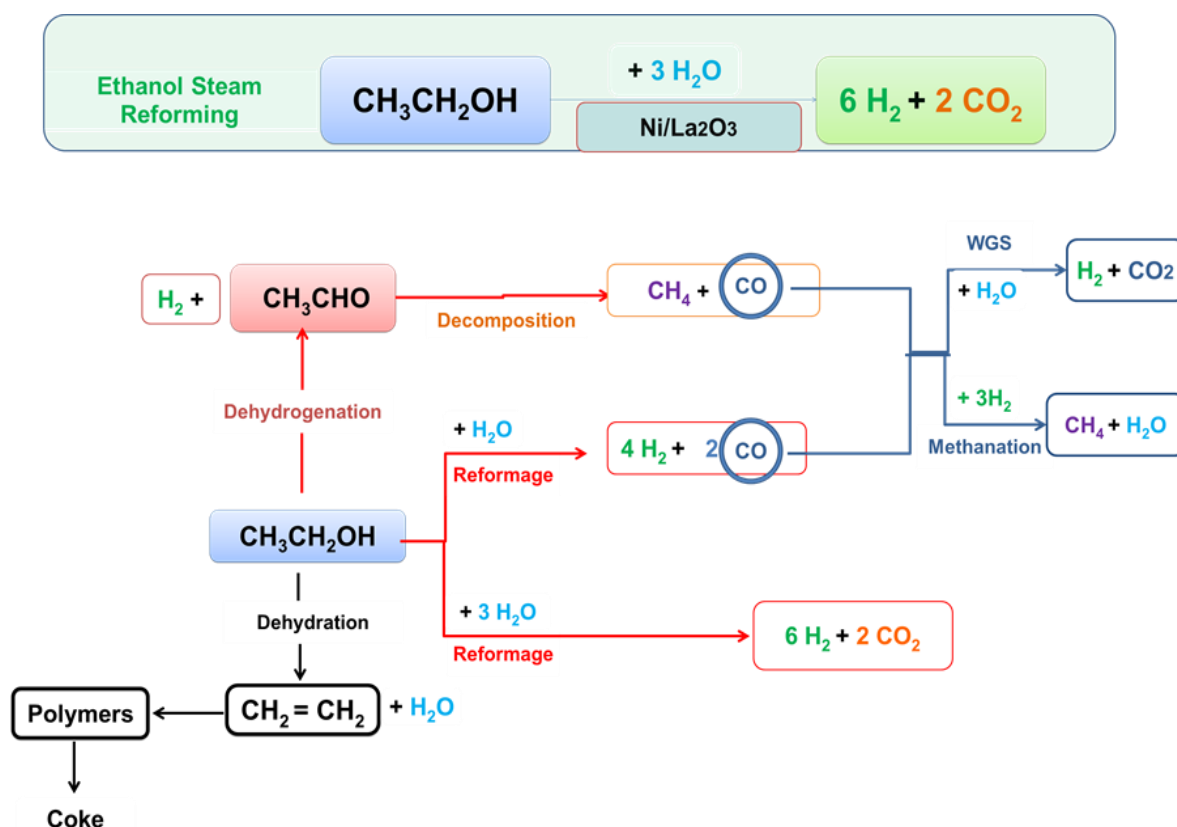 Ethanol Steam
Reforming
CH₃CH₂OH
+ 3 H₂O
Ni/La2O3
6 H₂ + 2 CO₂
H₂ +
CH₃CHO
Decomposition
CH₄ + CO
WGS
+ H₂O
H₂ + CO2
Dehydrogenation
+ H₂O
Reformage
4 H₂ + 2 CO
+ 3H₂
Methanation
CH₄ + H₂O
CH₃CH₂OH
Dehydration
+ 3 H₂O
Reformage
6 H₂ + 2 CO₂
Polymers
CH₂ = CH₂ + H₂O
Coke